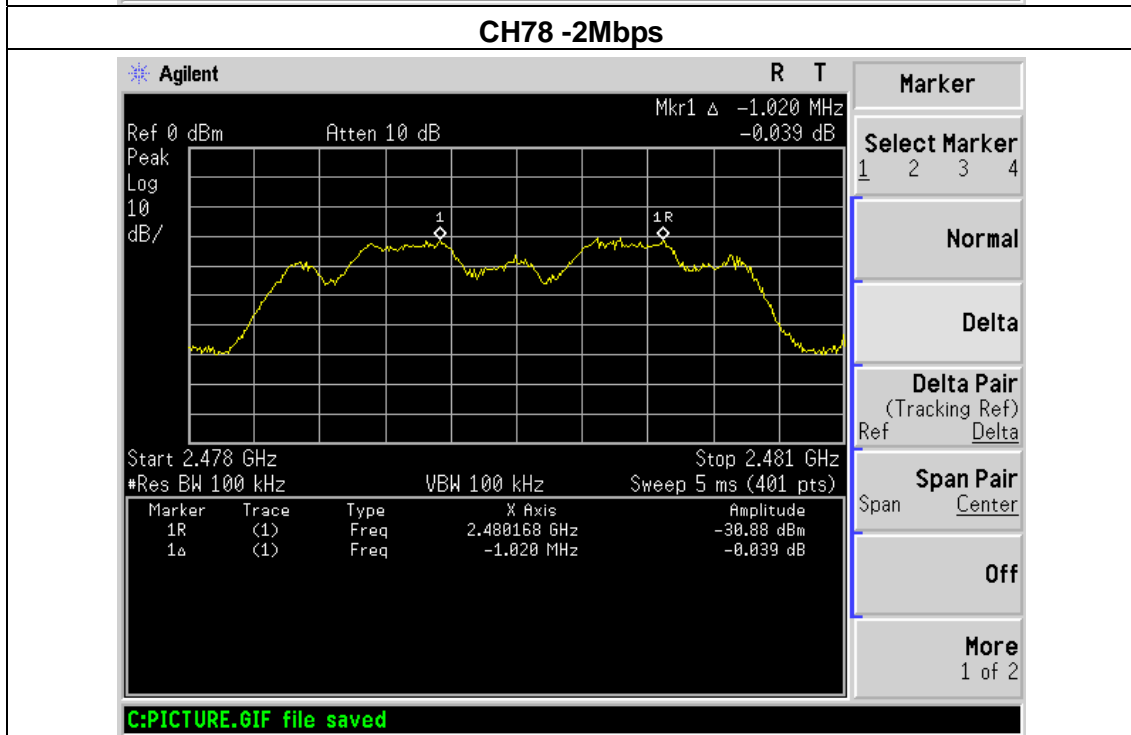 CH78 -2Mbps
Agilent R T
Mkr1 Δ -1.020 MHz
Ref 0 dBm Atten 10 dB -0.039 dB
Peak
Log
10
dB/
1 1R
Start 2.478 GHz Stop 2.481 GHz
#Res BW 100 kHz VBW 100 kHz Sweep 5 ms (401 pts)
Marker Trace Type X Axis Amplitude
1R (1) Freq 2.480168 GHz -30.88 dBm
1Δ (1) Freq -1.020 MHz -0.039 dB
C:PICTURE.GIF file saved
Marker
Select Marker
1 2 3 4
Normal
Delta
Delta Pair
(Tracking Ref)
Ref Delta
Span Pair
Span Center
Off
More
1 of 2